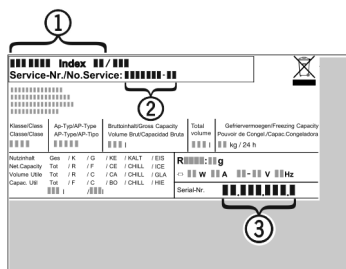 1
Index /
Service-Nr./No.Service: -
2
Klasse/Class Ap-Typ/AP-Type Bruttoinhalt/Gross Capacity Total Gefriervermoegen/Freezing Capacity
Classe/Clase AP-Type/AP-Tipo Volume Brut/Capacidad Bruta volume Pouvoir de Congel./Capac.Congeladora
l l kg / 24 h
Nutzinhalt Ges / K / G / KE / KALT / EIS R : g
Net.Capacity Tot / R / F / CE / CHILL / ICE
Volume Utile Tot / R / C / CA / CHILL / GLA W A - V Hz
Capac. Util Tot / F / C / BO / CHILL / HIE
l / l Serial-Nr. . . .
3